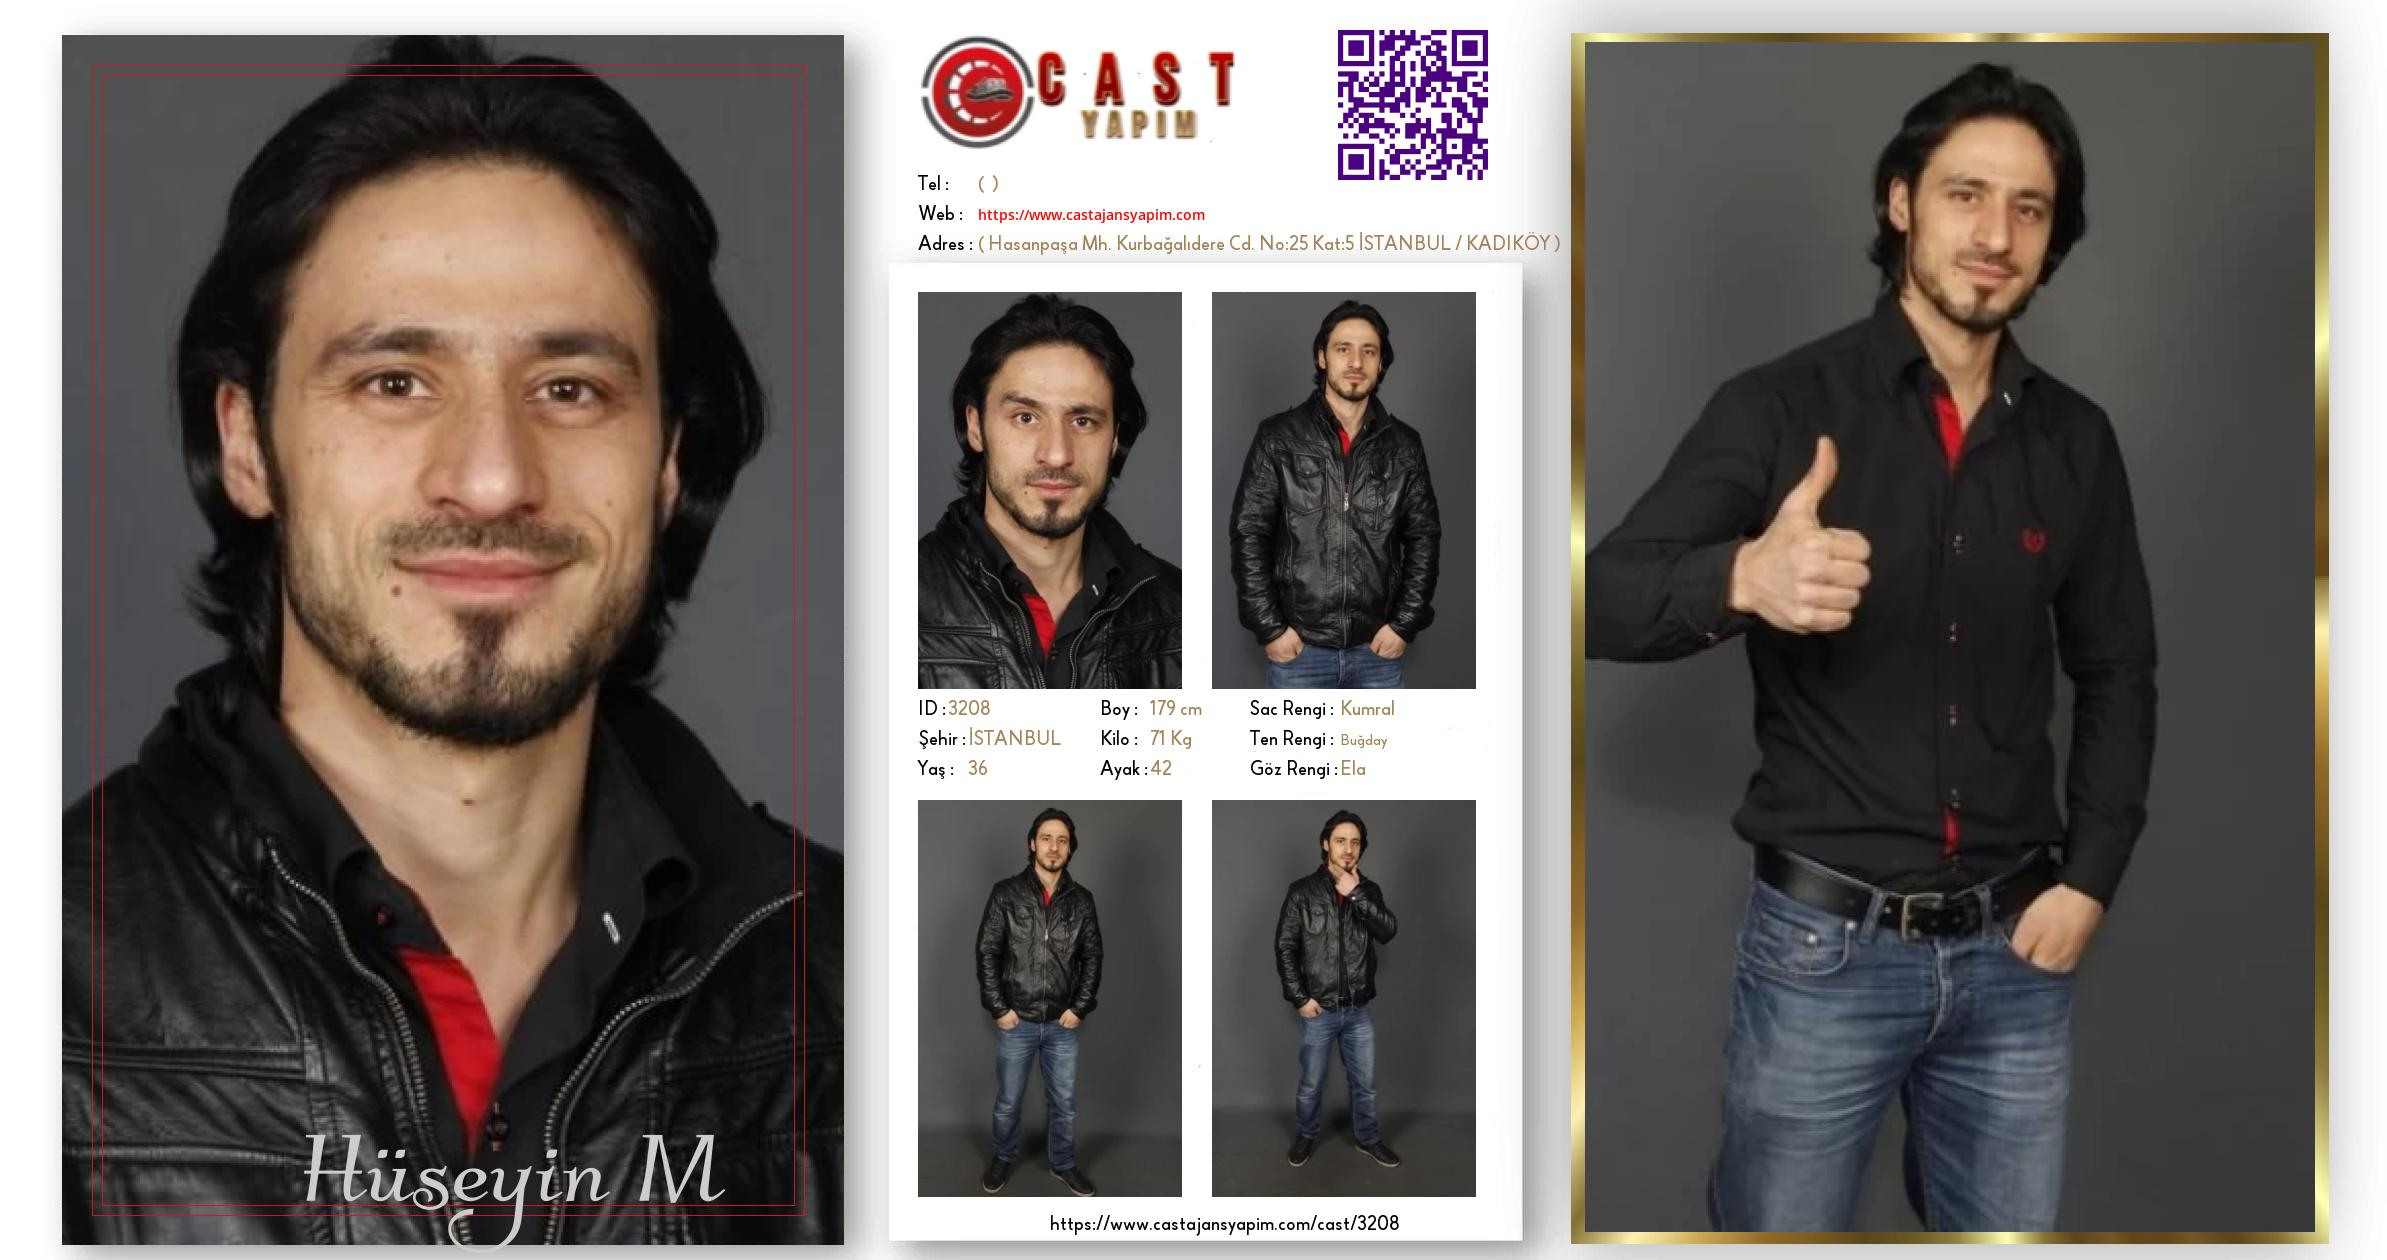 Hüseyin M
CAST
YAPIM
Tel : ( )
Web : https://www.castajansyapim.com
Adres : ( Hasanpaşa Mh. Kurbağalıdere Cd. No:25 Kat:5 İSTANBUL / KADIKÖY )
ID : 3208 Boy : 179 cm Sac Rengi : Kumral
Şehir : İSTANBUL Kilo : 71 Kg Ten Rengi : Buğday
Yaş : 36 Ayak : 42 Göz Rengi : Ela
https://www.castajansyapim.com/cast/3208